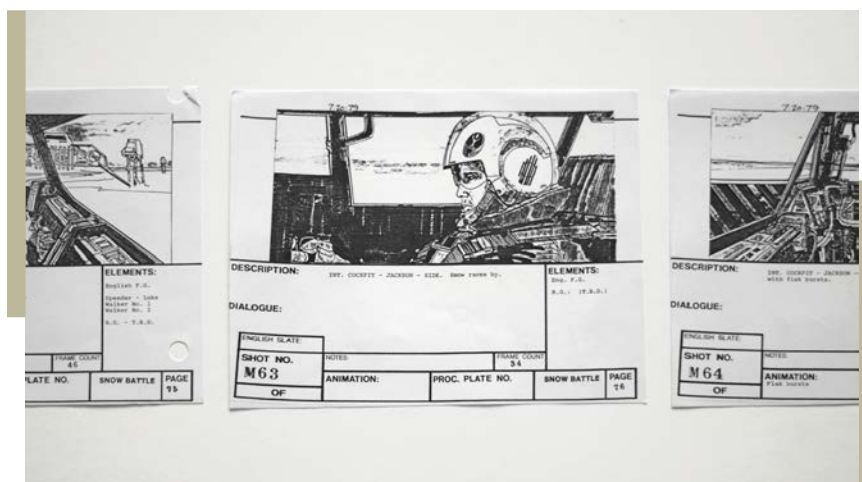 ELEMENTS:
English F.G.
Speeder - Luke
Walker No. 1
Walker No. 2
B.G. - T.B.D.
FRAME COUNT
46
PLATE NO.
SNOW BATTLE
PAGE
75
7-20-79
DESCRIPTION:
INT. COCKPIT - JACKSON - SIDE. Snow races by.
ELEMENTS:
Eng. F.G.
B.G.: (T.B.D.)
DIALOGUE:
ENGLISH SLATE
SHOT NO.
M63
OF
NOTES:
FRAME COUNT
34
ANIMATION:
PROC. PLATE NO.
SNOW BATTLE
PAGE
76
7-20-79
DESCRIPTION:
INT. COCKPIT - JACKSON -
with flak bursts.
DIALOGUE:
ENGLISH SLATE
SHOT NO.
M64
OF
NOTES:
ANIMATION:
Flak bursts